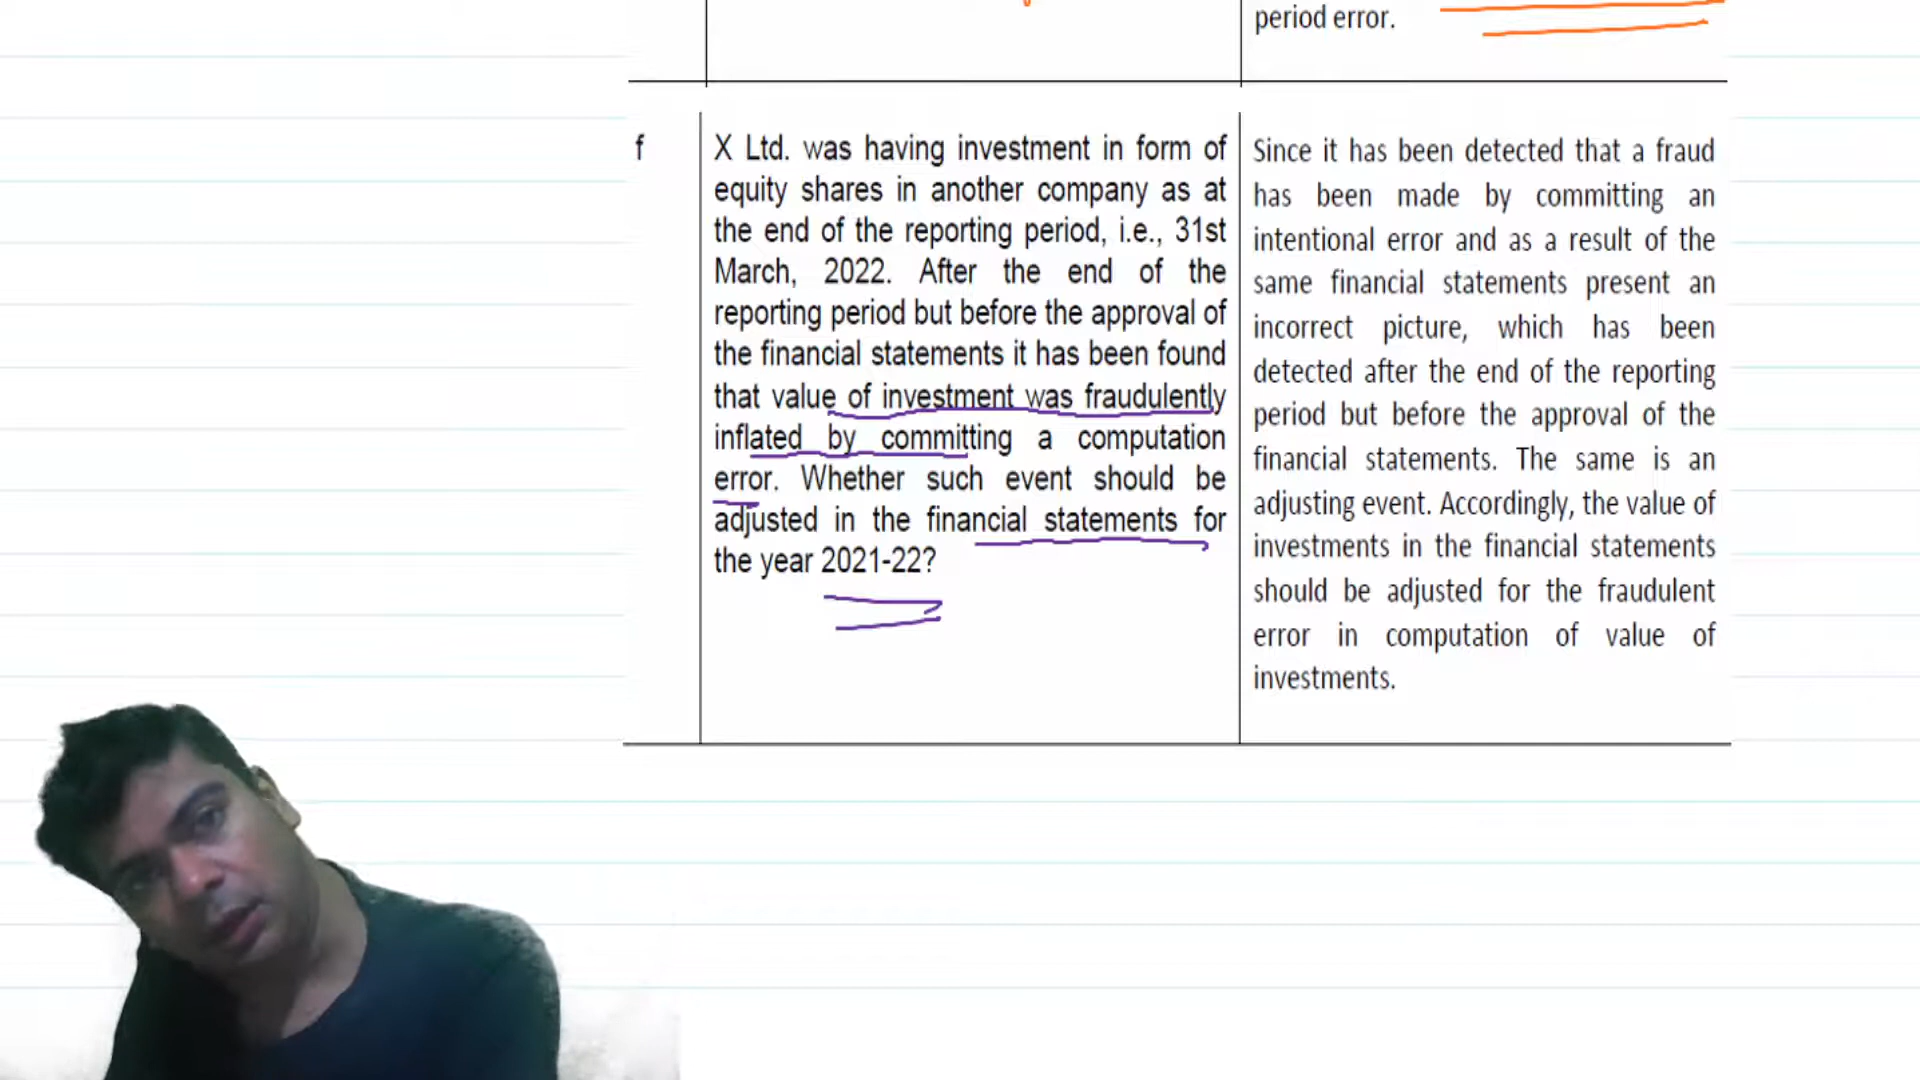 period error.
f
X Ltd. was having investment in form of
equity shares in another company as at
the end of the reporting period, i.e., 31st
March, 2022. After the end of the
reporting period but before the approval of
the financial statements it has been found
that value of investment was fraudulently
inflated by committing a computation
error. Whether such event should be
adjusted in the financial statements for
the year 2021-22?
Since it has been detected that a fraud
has been made by committing an
intentional error and as a result of the
same financial statements present an
incorrect picture, which has been
detected after the end of the reporting
period but before the approval of the
financial statements. The same is an
adjusting event. Accordingly, the value of
investments in the financial statements
should be adjusted for the fraudulent
error in computation of value of
investments.